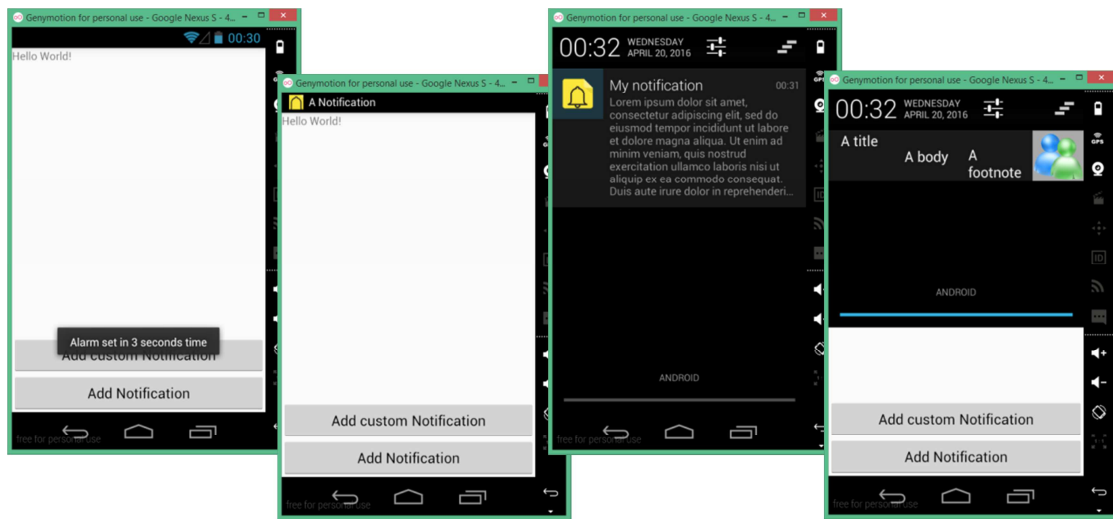 Genymotion for personal use - Google Nexus S - 4...
00:30
Hello World!
Alarm set in 3 seconds time
Add custom Notification
Add Notification
free for personal use
Genymotion for personal use - Google Nexus S - 4...
A Notification
Hello World!
GPS
ID
Add custom Notification
Add Notification
free for personal use
Genymotion for personal use - Google Nexus S - 4...
00:32 WEDNESDAY
APRIL 20, 2016
My notification 00:31
Lorem ipsum dolor sit amet,
consectetur adipiscing elit, sed do
eiusmod tempor incididunt ut labore
et dolore magna aliqua. Ut enim ad
minim veniam, quis nostrud
exercitation ullamco laboris nisi ut
aliquip ex ea commodo consequat.
Duis aute irure dolor in reprehenderi...
ANDROID
free for personal use
Genymotion for personal use - Google Nexus S - 4...
00:32 WEDNESDAY
APRIL 20, 2016
GPS
A title
A body
A
footnote
ID
ANDROID
Add custom Notification
Add Notification
free for personal use